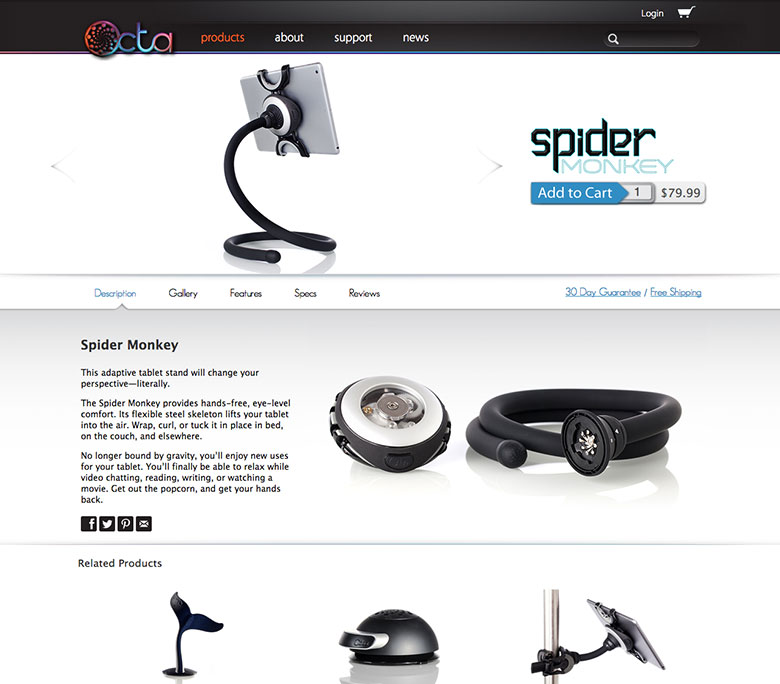 Login
Octa
products about support news
spider
MONKEY
Add to Cart 1 $79.99
Description Gallery Features Specs Reviews 30 Day Guarantee / Free Shipping
Spider Monkey
This adaptive tablet stand will change your
perspective—literally.
The Spider Monkey provides hands-free, eye-level
comfort. Its flexible steel skeleton lifts your tablet
into the air. Wrap, curl, or tuck it in place in bed,
on the couch, and elsewhere.
No longer bound by gravity, you'll enjoy new uses
for your tablet. You'll finally be able to relax while
video chatting, reading, writing, or watching a
movie. Get out the popcorn, and get your hands
back.
Related Products